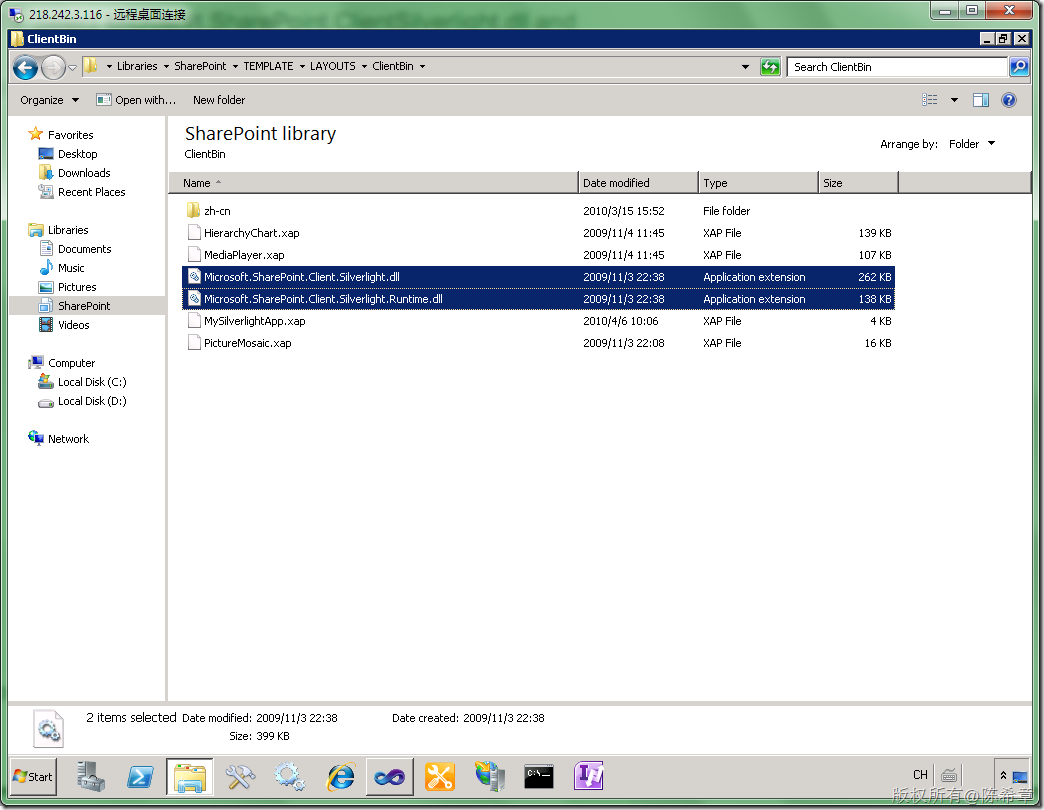 218.242.3.116 - 远程桌面连接
ClientBin
Libraries SharePoint TEMPLATE LAYOUTS ClientBin
Search ClientBin
Organize Open with... New folder
SharePoint library
ClientBin
Arrange by: Folder
Favorites
Desktop
Downloads
Recent Places
Libraries
Documents
Music
Pictures
SharePoint
Videos
Computer
Local Disk (C:)
Local Disk (D:)
Network
Name Date modified Type Size
zh-cn 2010/3/15 15:52 File folder
HierarchyChart.xap 2009/11/4 11:45 XAP File 139 KB
MediaPlayer.xap 2009/11/4 11:45 XAP File 107 KB
Microsoft.SharePoint.Client.Silverlight.dll 2009/11/3 22:38 Application extension 262 KB
Microsoft.SharePoint.Client.Silverlight.Runtime.dll 2009/11/3 22:38 Application extension 138 KB
MySilverlightApp.xap 2010/4/6 10:06 XAP File 4 KB
PictureMosaic.xap 2009/11/3 22:08 XAP File 16 KB
2 items selected Date modified: 2009/11/3 22:38 Date created: 2009/11/3 22:38
Size: 399 KB
Start
CH
版权所有@陈希章